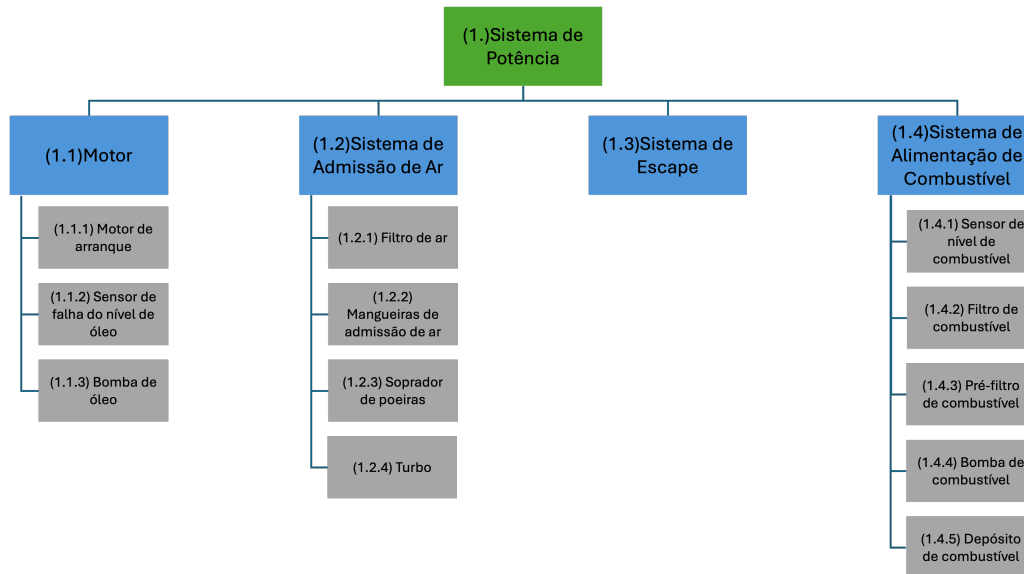 (1.)Sistema de
Potência
(1.1)Motor
(1.2)Sistema de
Admissão de Ar
(1.3)Sistema de
Escape
(1.4)Sistema de
Alimentação de
Combustível
(1.1.1) Motor de
arranque
(1.1.2) Sensor de
falha do nível de
óleo
(1.1.3) Bomba de
óleo
(1.2.1) Filtro de ar
(1.2.2)
Mangueiras de
admissão de ar
(1.2.3) Soprador
de poeiras
(1.2.4) Turbo
(1.4.1) Sensor de
nível de
combustível
(1.4.2) Filtro de
combustível
(1.4.3) Pré-filtro
de combustível
(1.4.4) Bomba de
combustível
(1.4.5) Depósito
de combustível